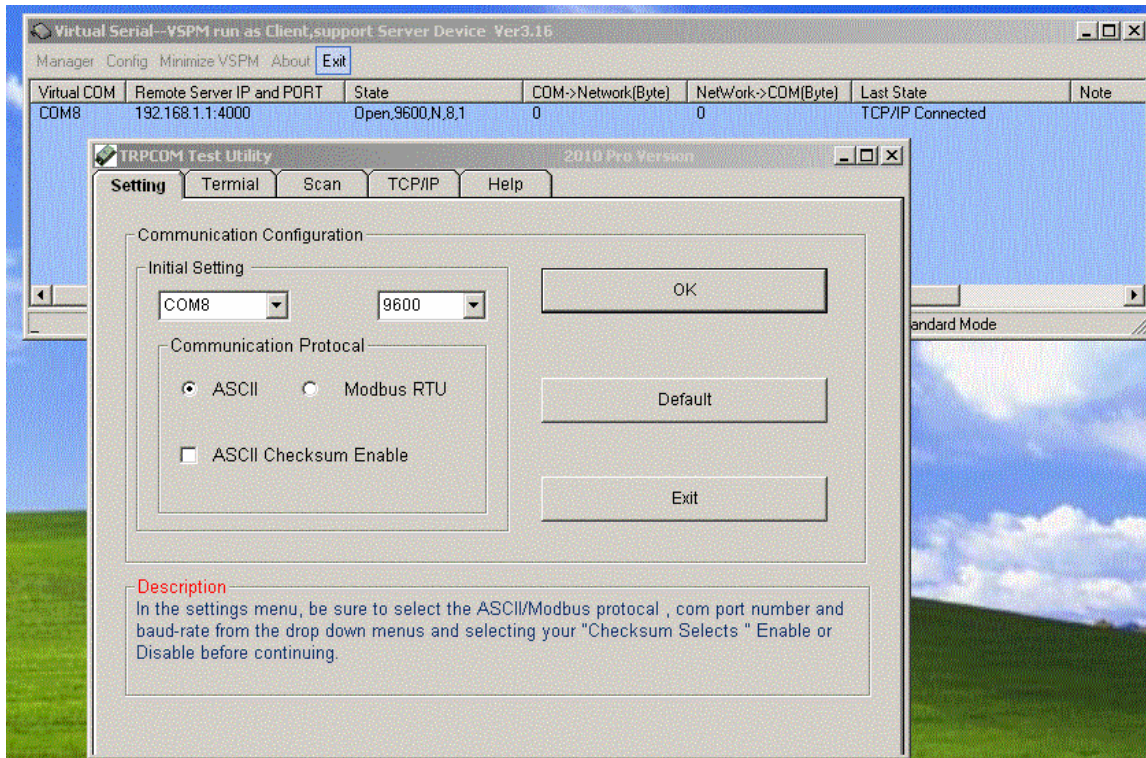 Virtual Serial--VSPM run as Client,support Server Device Ver3.16
Manager Config Minimize VSPM About Exit
Virtual COM Remote Server IP and PORT State COM->Network(Byte) NetWork->COM(Byte) Last State Note
COM8 192.168.1.1:4000 Open,9600,N,8,1 0 0 TCP/IP Connected
TRPCOM Test Utility 2010 Pro Version
Setting Termial Scan TCP/IP Help
Communication Configuration
Initial Setting
COM8 9600
OK
andard Mode
Communication Protocal
ASCII Modbus RTU
Default
ASCII Checksum Enable
Exit
Description
In the settings menu, be sure to select the ASCII/Modbus protocal , com port number and
baud-rate from the drop down menus and selecting your "Checksum Selects " Enable or
Disable before continuing.